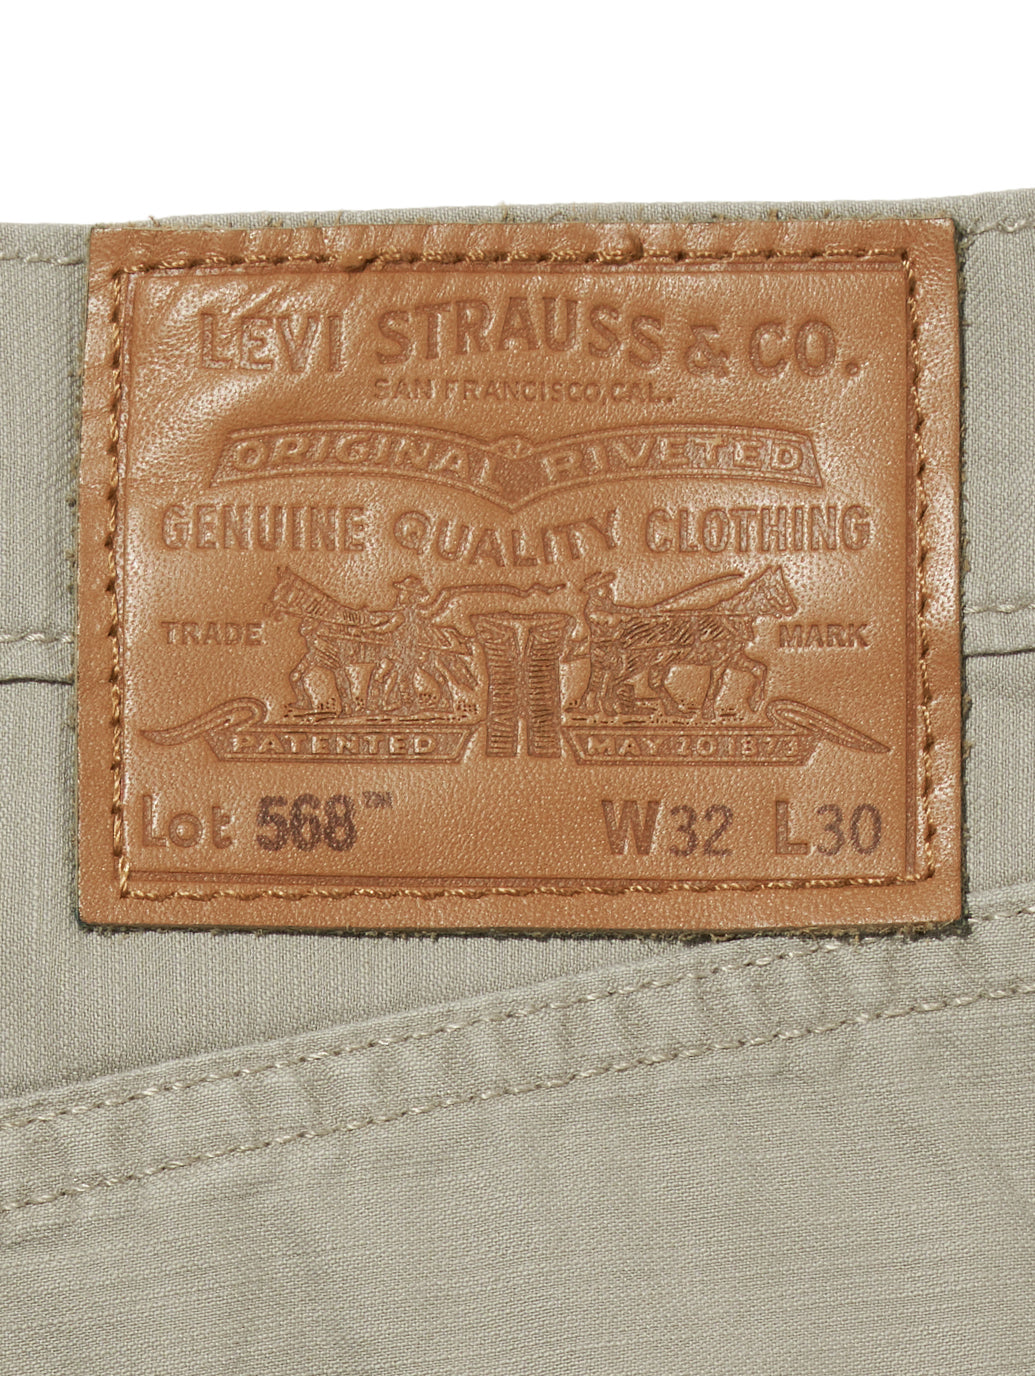 LEVI STRAUSS & CO.
SAN FRANCISCO, CAL.
ORIGINAL RIVETED
GENUINE QUALITY CLOTHING
TRADE MARK
PATENTED MAY 20 1873
Lot 568™ W32 L30